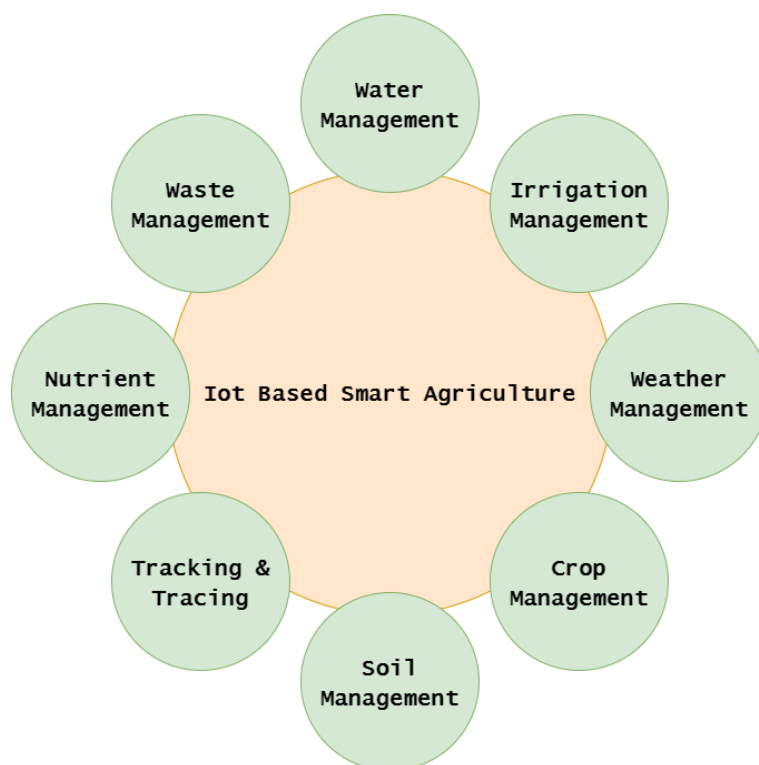 Water
Management
Waste
Management
Irrigation
Management
Nutrient
Management
Iot Based Smart Agriculture
Weather
Management
Tracking &
Tracing
Crop
Management
Soil
Management